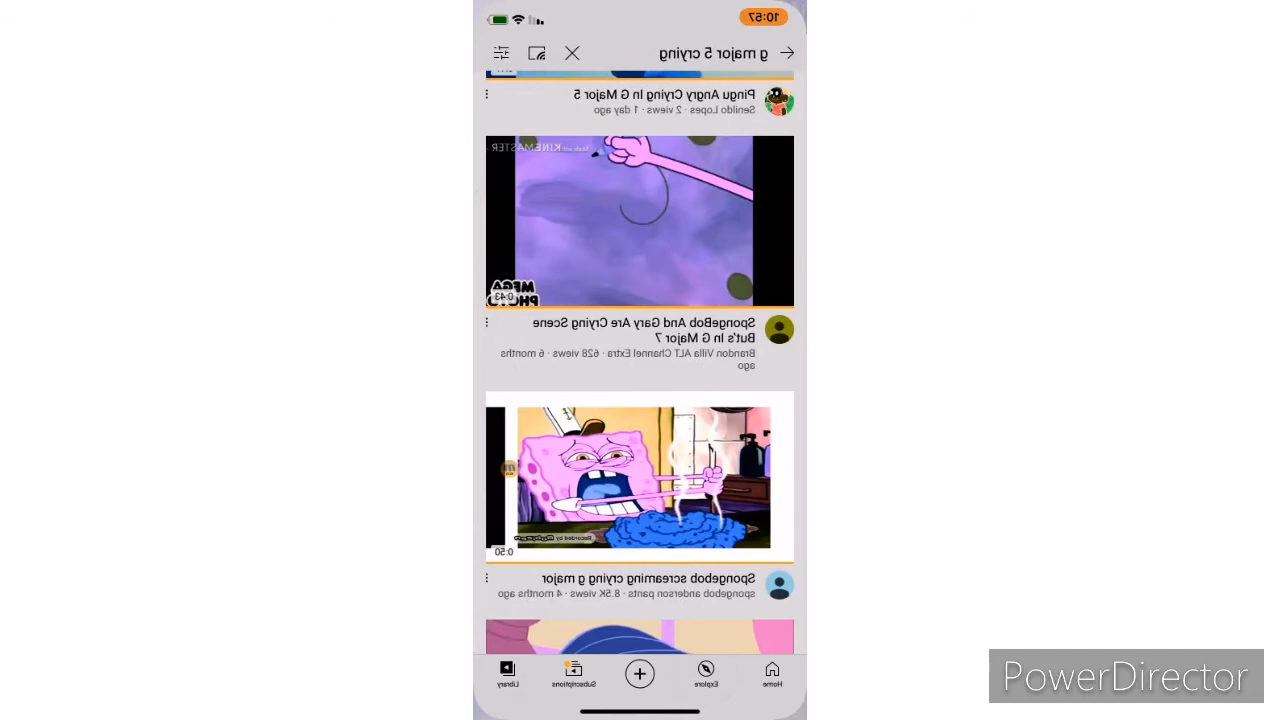 10:57
g major 5 crying
Pingu Angry Crying In G Major 5
Senildo Lopes · 2 views · 1 day ago
Made with KINEMASTER
MEGA
PHOTO
0:43
SpongeBob And Gary Are Crying Scene
But's In G Major 7
Brandon Villa ALT Channel Extra · 628 views · 6 months
ago
Recorded by
0:50
Spongebob screaming crying g major
spongebob anderson pants · 8.5K views · 4 months ago
Home
Explore
Subscriptions
Library
PowerDirector